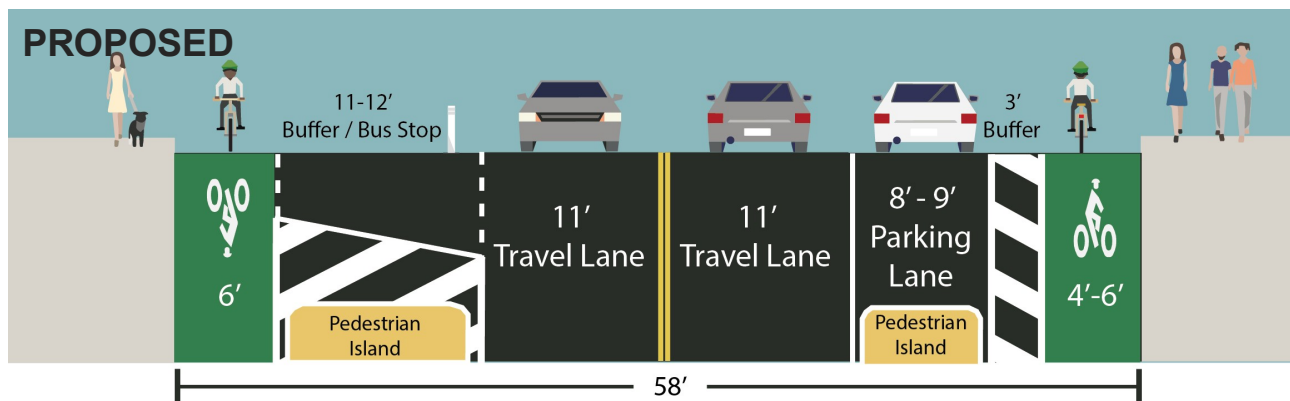 PROPOSED
11-12’
Buffer / Bus Stop
3’
Buffer
6’
11’
Travel Lane
11’
Travel Lane
8’ - 9’
Parking
Lane
4’-6’
Pedestrian
Island
Pedestrian
Island
58’